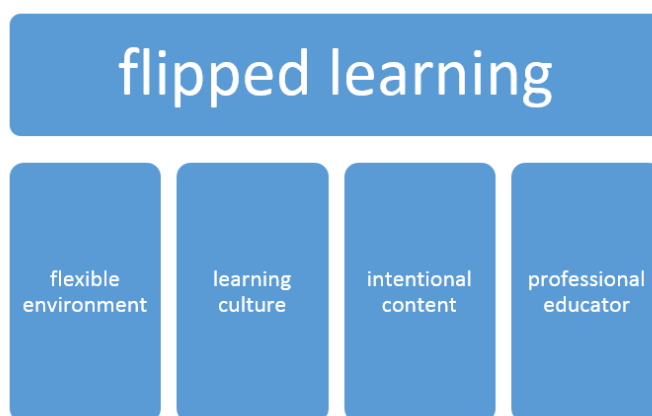 flipped learning
flexible
environment
learning
culture
intentional
content
professional
educator